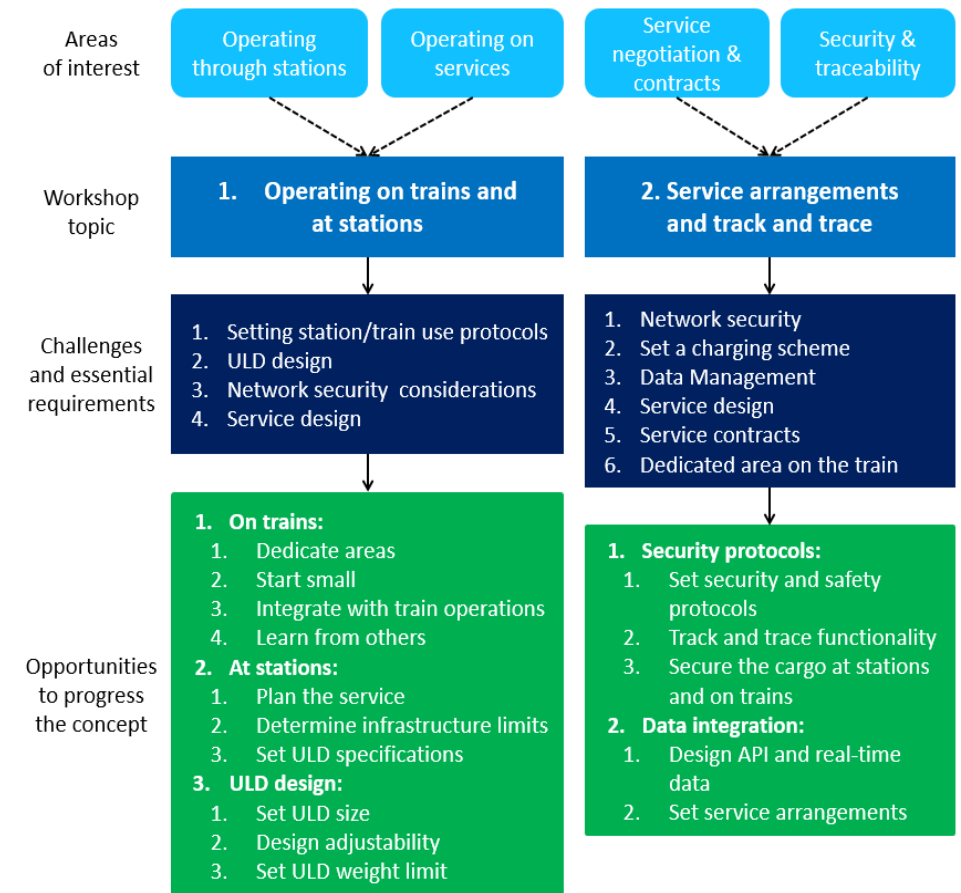 Areas
of interest
Operating
through stations
Operating on
services
Service
negotiation &
contracts
Security &
traceability
Workshop
topic
1. Operating on trains and
at stations
2. Service arrangements
and track and trace
Challenges
and essential
requirements
1. Setting station/train use protocols
2. ULD design
3. Network security considerations
4. Service design
1. Network security
2. Set a charging scheme
3. Data Management
4. Service design
5. Service contracts
6. Dedicated area on the train
Opportunities
to progress
the concept
1. On trains:
1. Dedicate areas
2. Start small
3. Integrate with train operations
4. Learn from others
2. At stations:
1. Plan the service
2. Determine infrastructure limits
3. Set ULD specifications
3. ULD design:
1. Set ULD size
2. Design adjustability
3. Set ULD weight limit
1. Security protocols:
1. Set security and safety
protocols
2. Track and trace functionality
3. Secure the cargo at stations
and on trains
2. Data integration:
1. Design API and real-time
data
2. Set service arrangements